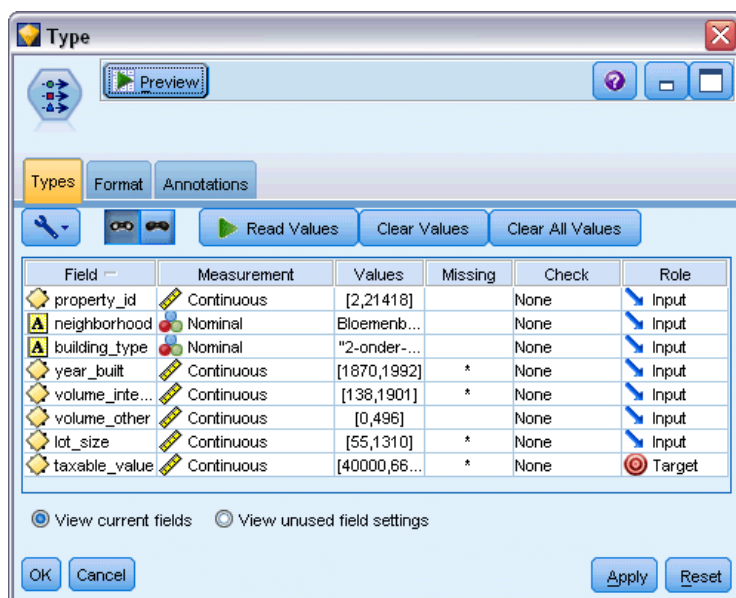 Type
Preview
Types Format Annotations
Read Values Clear Values Clear All Values
Field Measurement Values Missing Check Role
property_id Continuous [2,21418] None Input
A neighborhood Nominal Bloemenb... None Input
A building_type Nominal "2-onder-... None Input
year_built Continuous [1870,1992] * None Input
volume_inte... Continuous [138,1901] * None Input
volume_other Continuous [0,496] None Input
lot_size Continuous [55,1310] * None Input
taxable_value Continuous [40000,66... * None Target
View current fields View unused field settings
OK Cancel Apply Reset